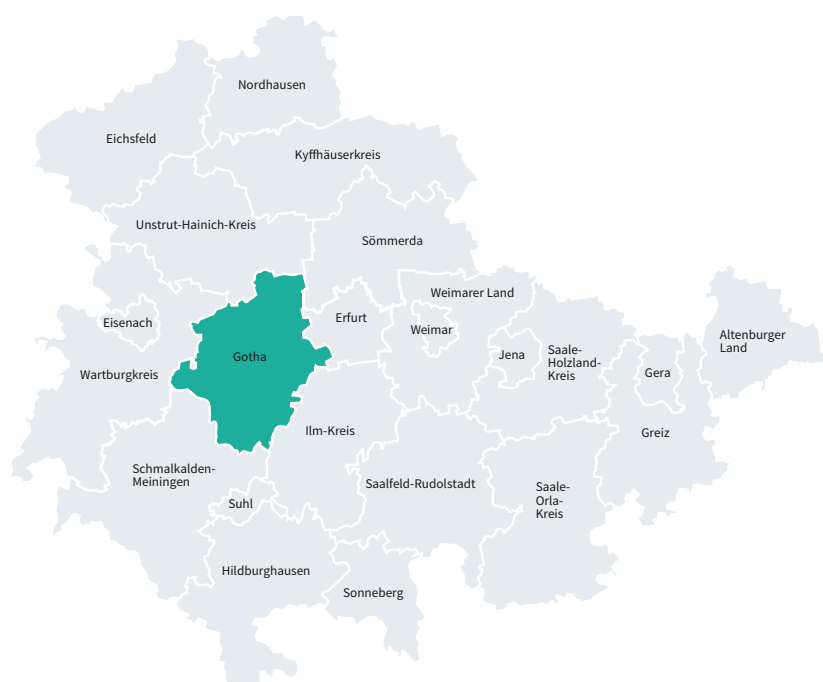 Nordhausen
Eichsfeld
Kyffhäuserkreis
Unstrut-Hainich-Kreis
Sömmerda
Weimarer Land
Eisenach
Erfurt
Weimar
Altenburger
Land
Gotha
Jena
Saale-
Holzland-
Kreis
Wartburgkreis
Gera
Ilm-Kreis
Greiz
Schmalkalden-
Meiningen
Saalfeld-Rudolstadt
Saale-
Orla-
Kreis
Suhl
Hildburghausen
Sonneberg